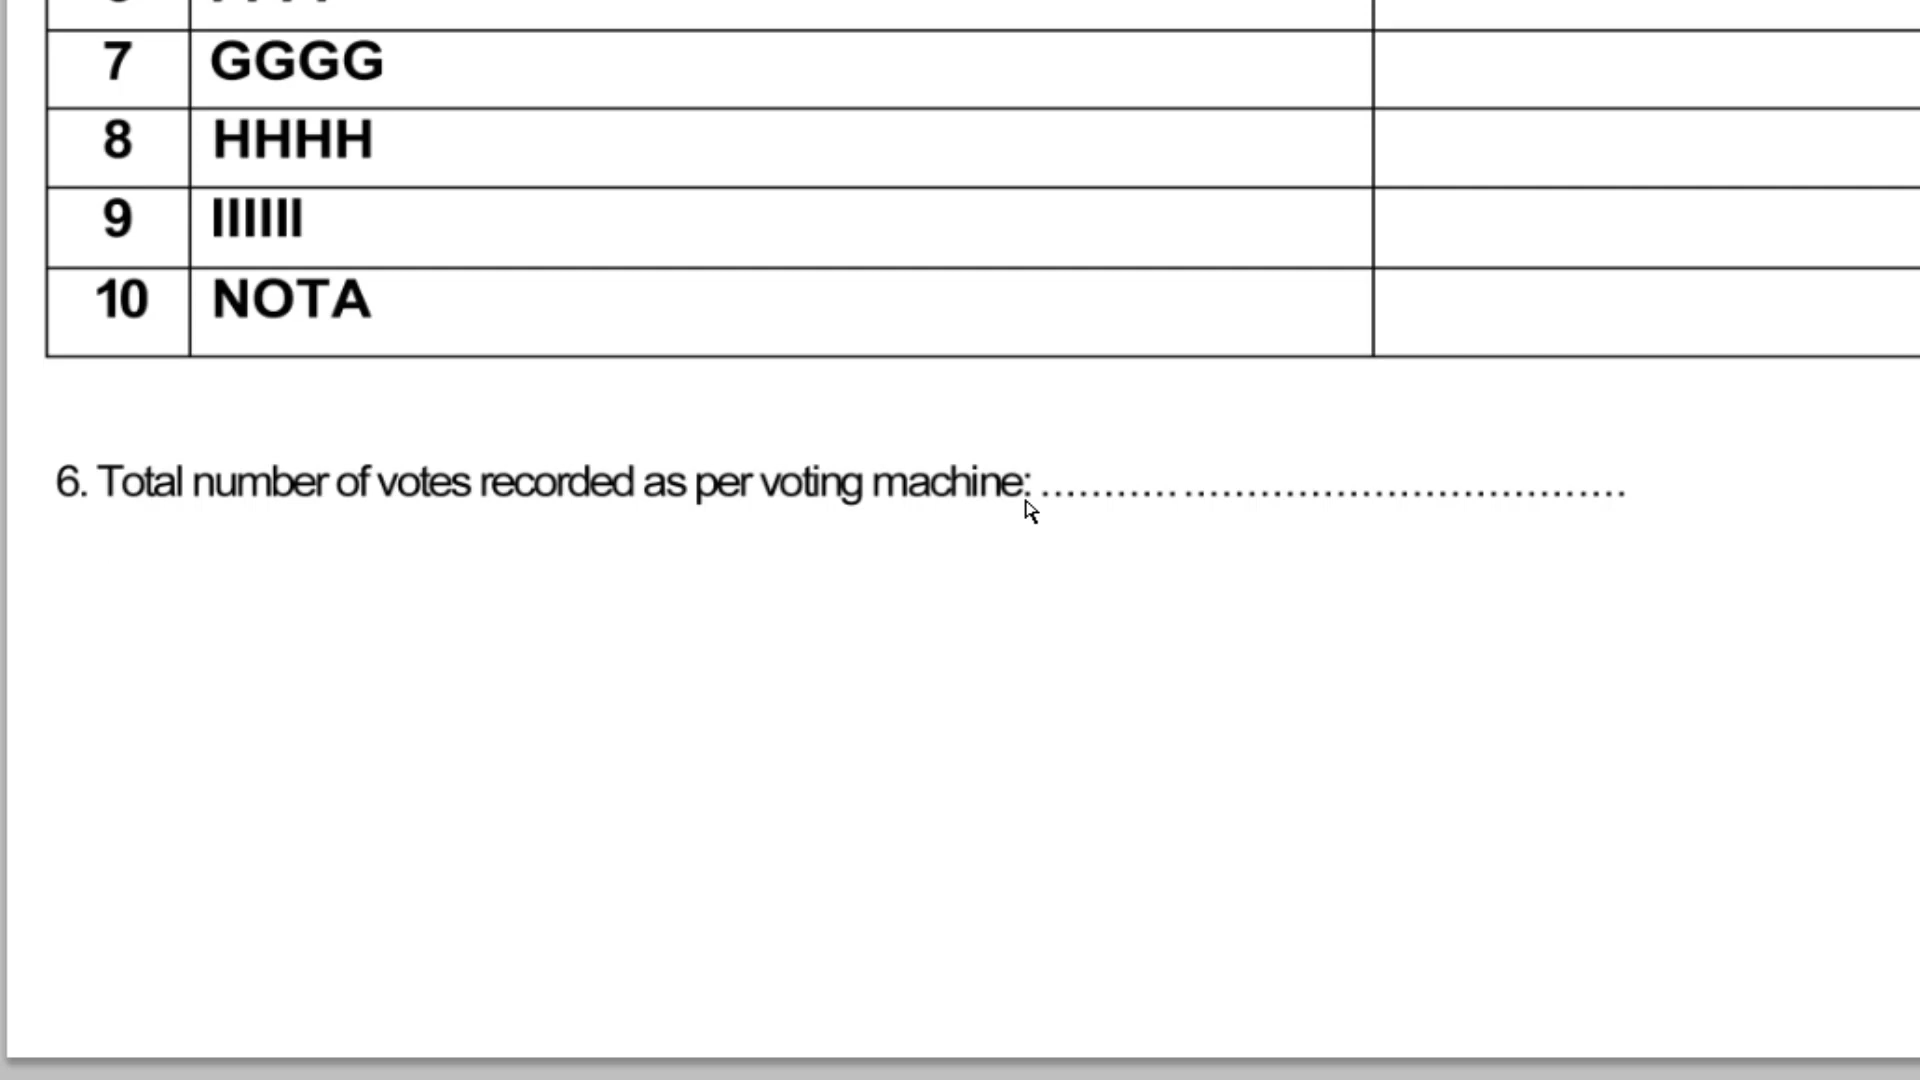 7 GGGG
8 HHHH
9 IIIIII
10 NOTA
6. Total number of votes recorded as per voting machine: ..............................................